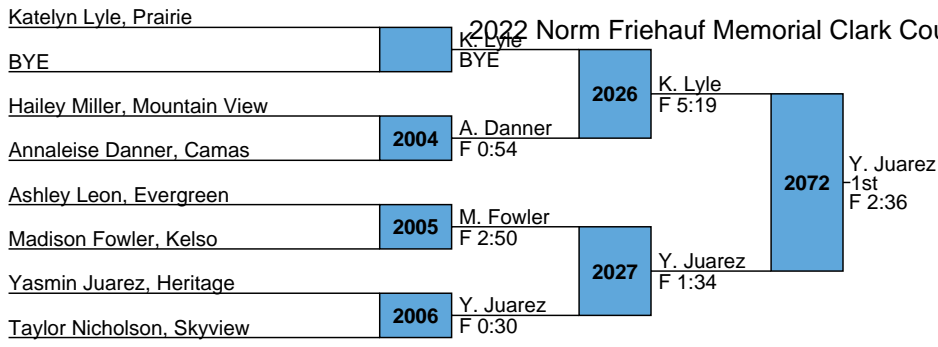 2022 Norm Friehauf Memorial Clark Cou
Katelyn Lyle, Prairie
BYE
K. Lyle
BYE
Hailey Miller, Mountain View
Annaleise Danner, Camas
2004
A. Danner
F 0:54
2026
K. Lyle
F 5:19
Ashley Leon, Evergreen
Madison Fowler, Kelso
2005
M. Fowler
F 2:50
Yasmin Juarez, Heritage
Taylor Nicholson, Skyview
2006
Y. Juarez
F 0:30
2027
Y. Juarez
F 1:34
2072
Y. Juarez
1st
F 2:36